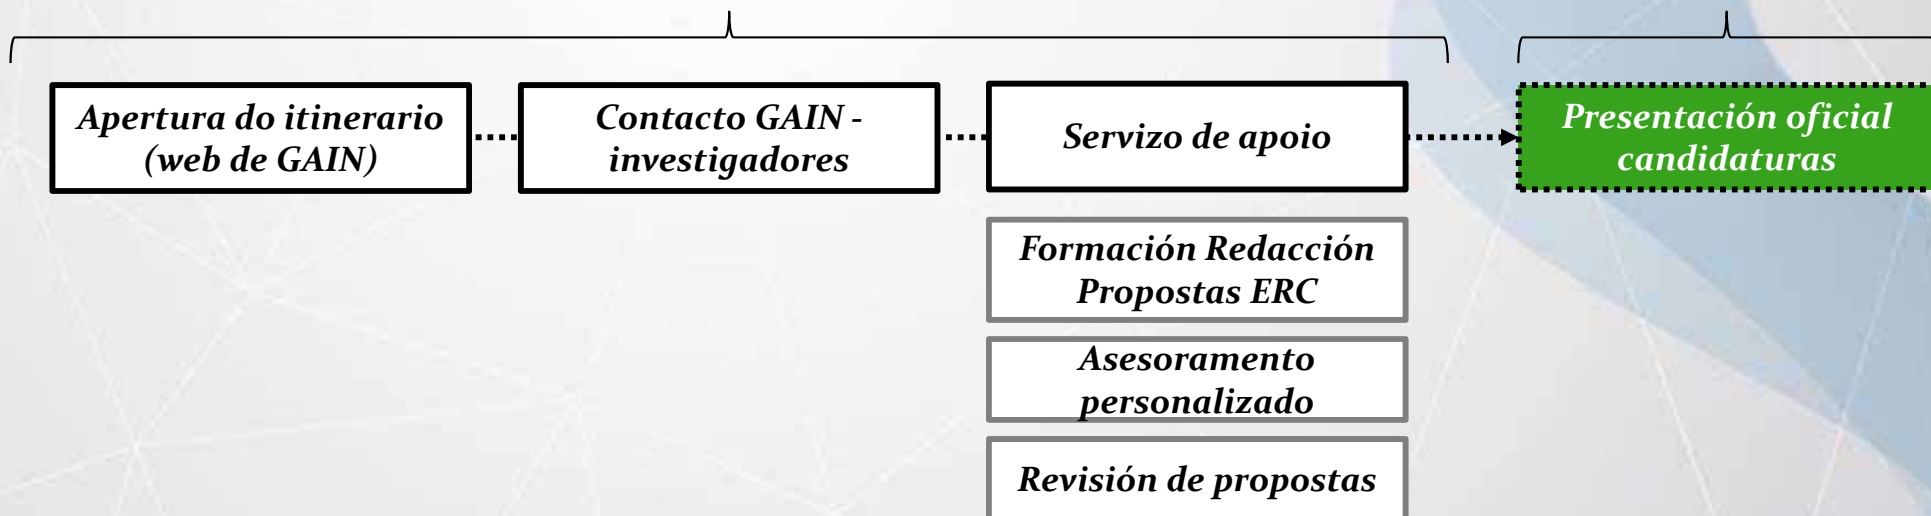 Apertura do itinerario
(web de GAIN)
Contacto GAIN -
investigadores
Servizo de apoio
Presentación oficial
candidaturas
Formación Redacción
Propostas ERC
Asesoramento
personalizado
Revisión de propostas